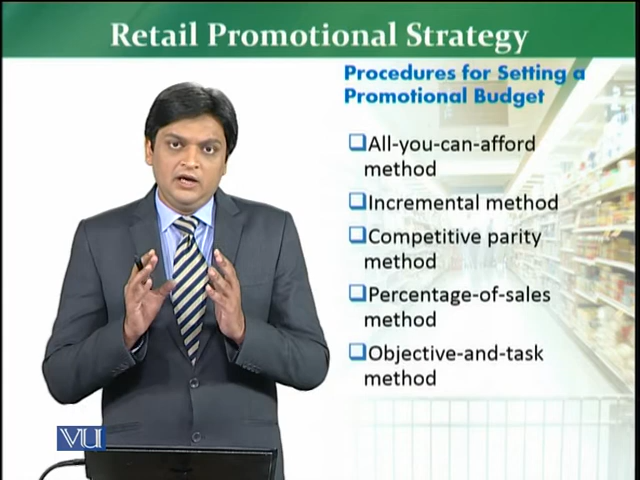 Retail Promotional Strategy
Procedures for Setting a
Promotional Budget
All-you-can-afford
method
Incremental method
Competitive parity
method
Percentage-of-sales
method
Objective-and-task
method
VU